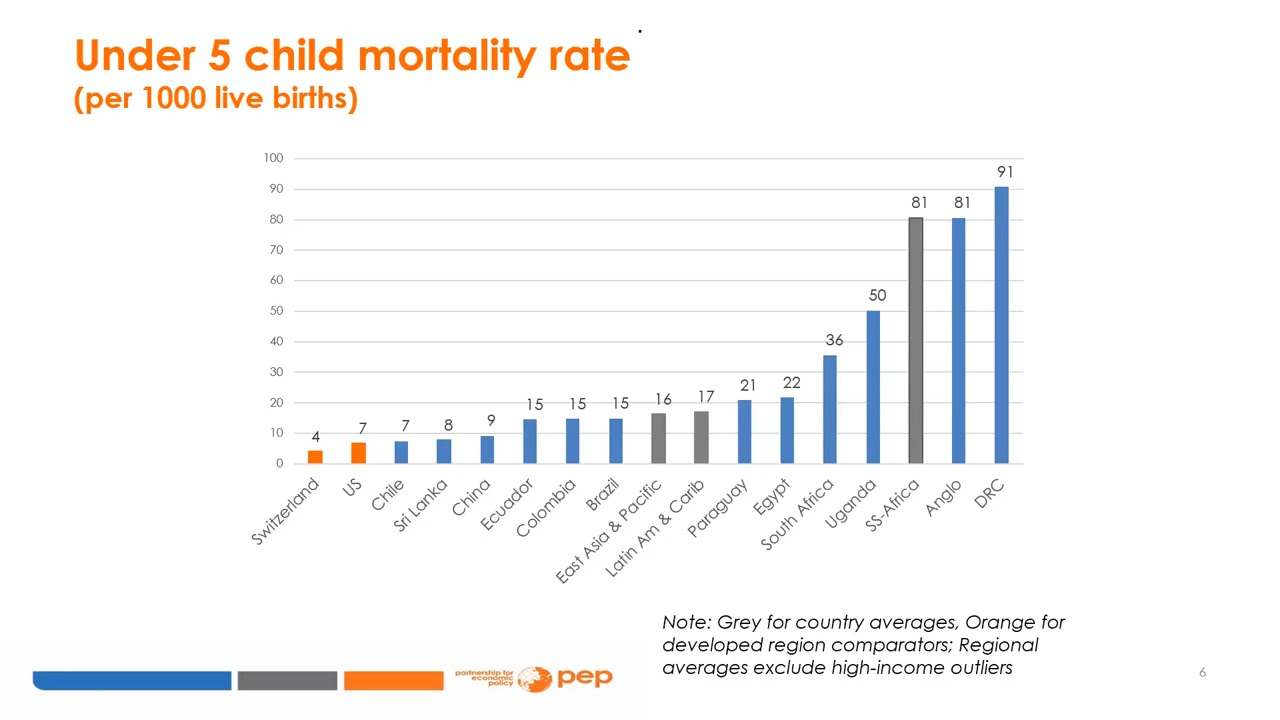 Under 5 child mortality rate
(per 1000 live births)
100
90
80
70
60
50
40
30
20
10
0
4
7
7
8
9
15
15
15
16
17
21
22
36
50
81
81
91
Switzerland
US
Chile
Sri Lanka
China
Ecuador
Colombia
Brazil
East Asia & Pacific
Latin Am & Carib
Paraguay
Egypt
South Africa
Uganda
SS-Africa
Anglo
DRC
Note: Grey for country averages, Orange for
developed region comparators; Regional
averages exclude high-income outliers
partnership for
economic
policy
pep
6